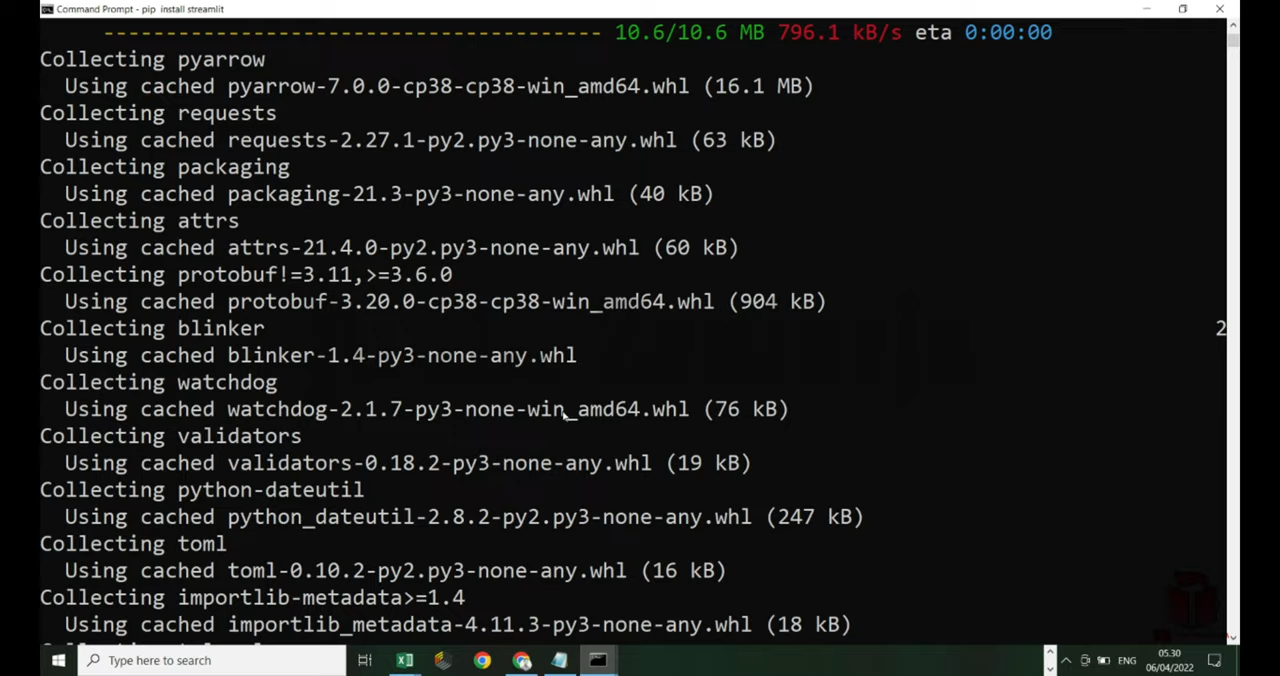 Command Prompt - pip  install streamlit
---------------------------------------- 10.6/10.6 MB 796.1 kB/s eta 0:00:00
Collecting pyarrow
  Using cached pyarrow-7.0.0-cp38-cp38-win_amd64.whl (16.1 MB)
Collecting requests
  Using cached requests-2.27.1-py2.py3-none-any.whl (63 kB)
Collecting packaging
  Using cached packaging-21.3-py3-none-any.whl (40 kB)
Collecting attrs
  Using cached attrs-21.4.0-py2.py3-none-any.whl (60 kB)
Collecting protobuf!=3.11,>=3.6.0
  Using cached protobuf-3.20.0-cp38-cp38-win_amd64.whl (904 kB)
Collecting blinker
2
  Using cached blinker-1.4-py3-none-any.whl
Collecting watchdog
  Using cached watchdog-2.1.7-py3-none-win_amd64.whl (76 kB)
Collecting validators
  Using cached validators-0.18.2-py3-none-any.whl (19 kB)
Collecting python-dateutil
  Using cached python_dateutil-2.8.2-py2.py3-none-any.whl (247 kB)
Collecting toml
  Using cached toml-0.10.2-py2.py3-none-any.whl (16 kB)
Collecting importlib-metadata>=1.4
  Using cached importlib_metadata-4.11.3-py3-none-any.whl (18 kB)
Type here to search
ENG
05.30
06/04/2022